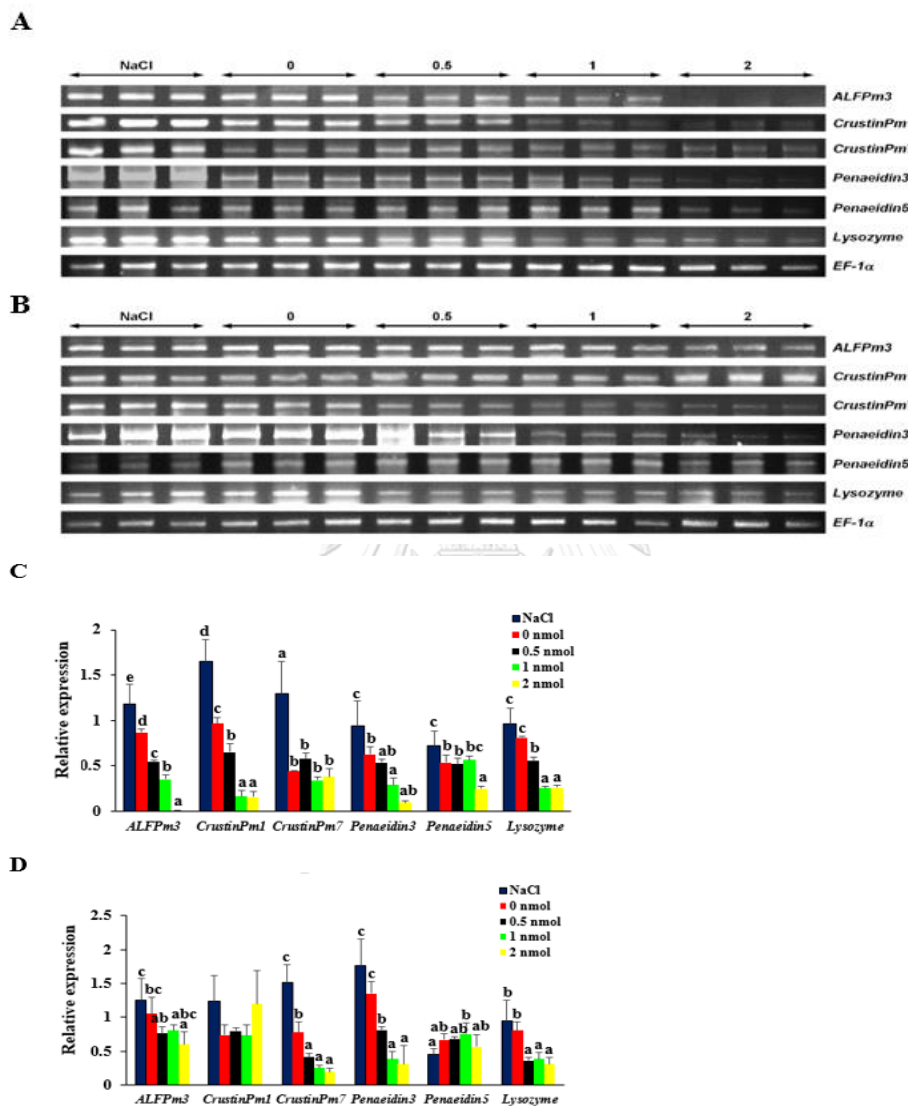 A
NaCl 0 0.5 1 2
ALFPm3
CrustinPm
CrustinPm
Penaeidin3
Penaeidin5
Lysozyme
EF-1α
B
NaCl 0 0.5 1 2
ALFPm3
CrustinPm
CrustinPm
Penaeidin3
Penaeidin5
Lysozyme
EF-1α
C
Relative expression
2
1.5
1
0.5
0
NaCl
0 nmol
0.5 nmol
1 nmol
2 nmol
e d c b a
d c b a a
a b b b b
c b ab a ab
c b b bc a
c c b a a
ALFPm3 CrustinPm1 CrustinPm7 Penaeidin3 Penaeidin5 Lysozyme
D
Relative expression
2.5
2
1.5
1
0.5
0
NaCl
0 nmol
0.5 nmol
1 nmol
2 nmol
c bc ab abc a
c b a a a
c c b a a
a ab ab b ab
b b a a a
ALFPm3 CrustinPm1 CrustinPm7 Penaeidin3 Penaeidin5 Lysozyme